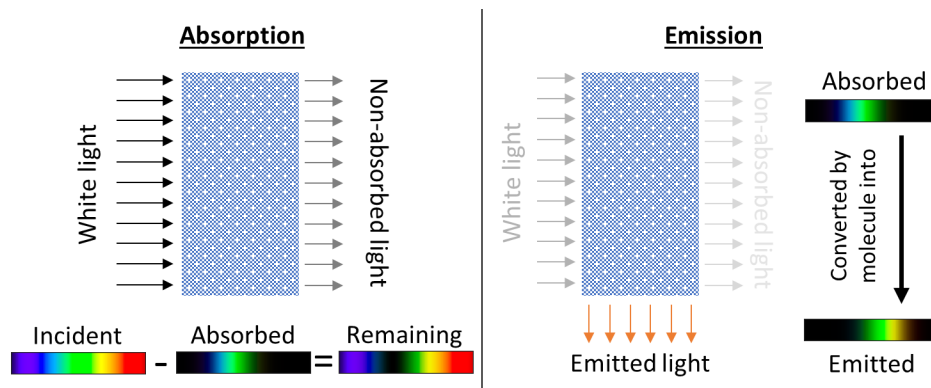 Absorption
White light
Non-absorbed
light
Incident
-
Absorbed
=
Remaining
Emission
White light
Non-absorbed light
Emitted light
Absorbed
Converted by
molecule into
Emitted